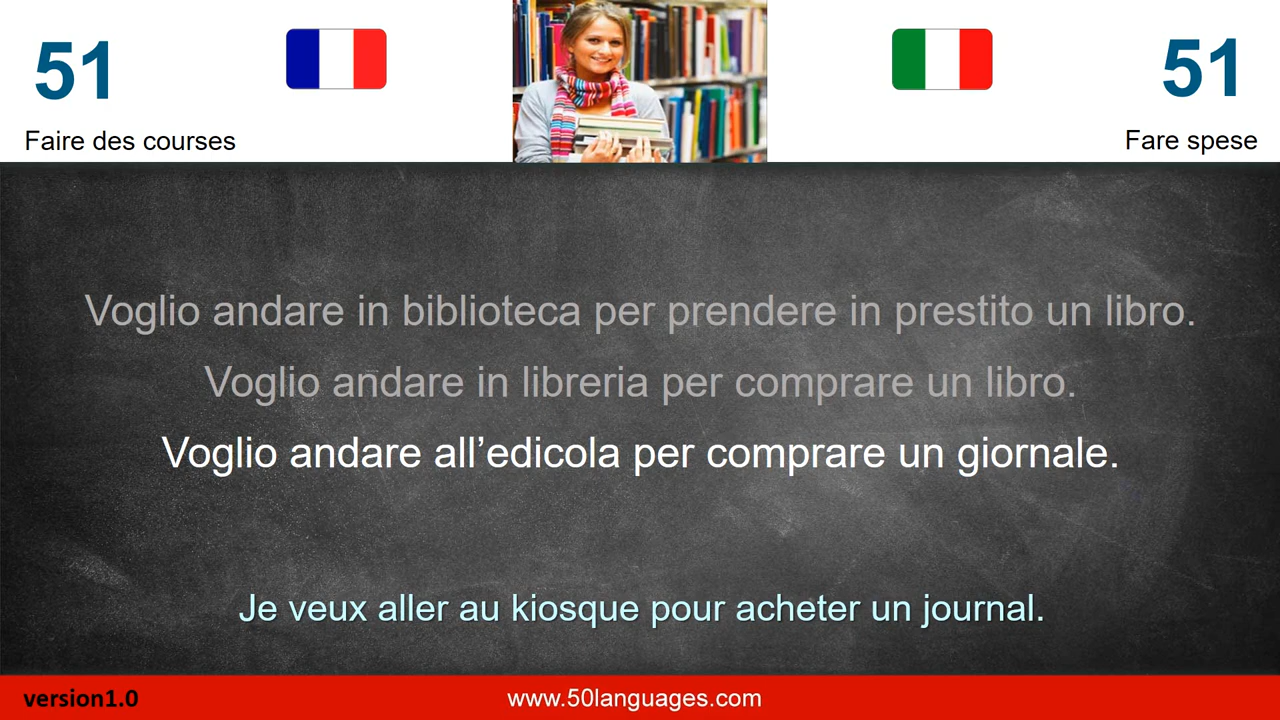 51
51
Faire des courses
Fare spese
Voglio andare in biblioteca per prendere in prestito un libro.
Voglio andare in libreria per comprare un libro.
Voglio andare all’edicola per comprare un giornale.
Je veux aller au kiosque pour acheter un journal.
version1.0
www.50languages.com